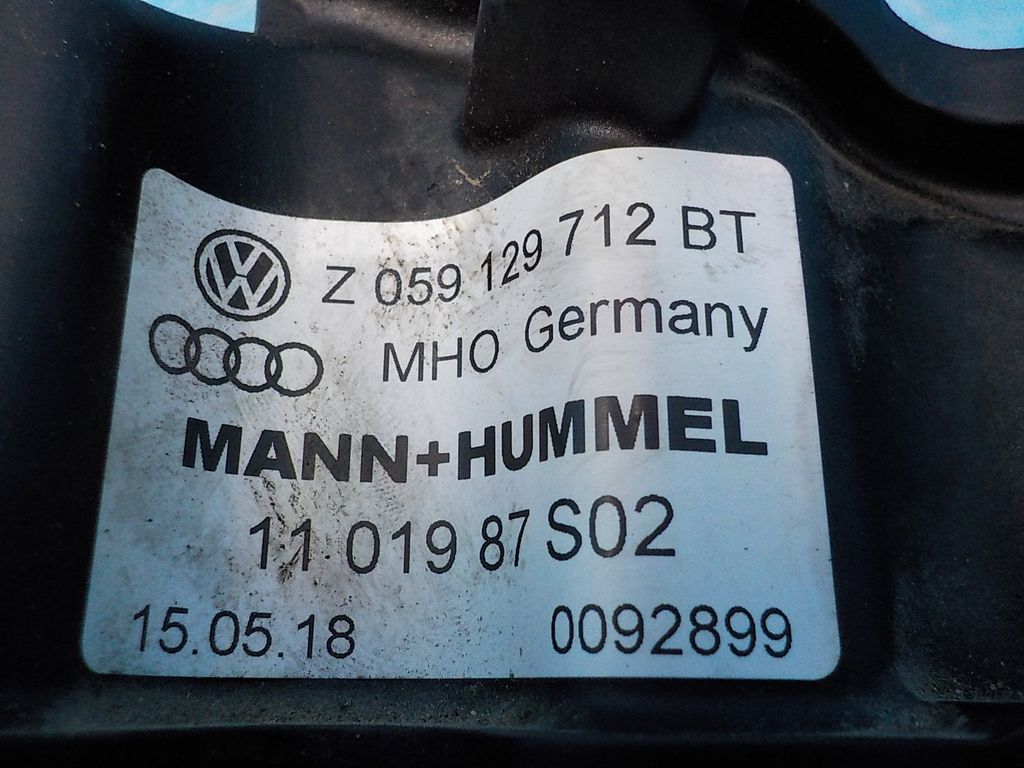 Z 059 129 712 BT
MHO Germany
MANN+HUMMEL
11 019 87 S02
15.05.18 0092899